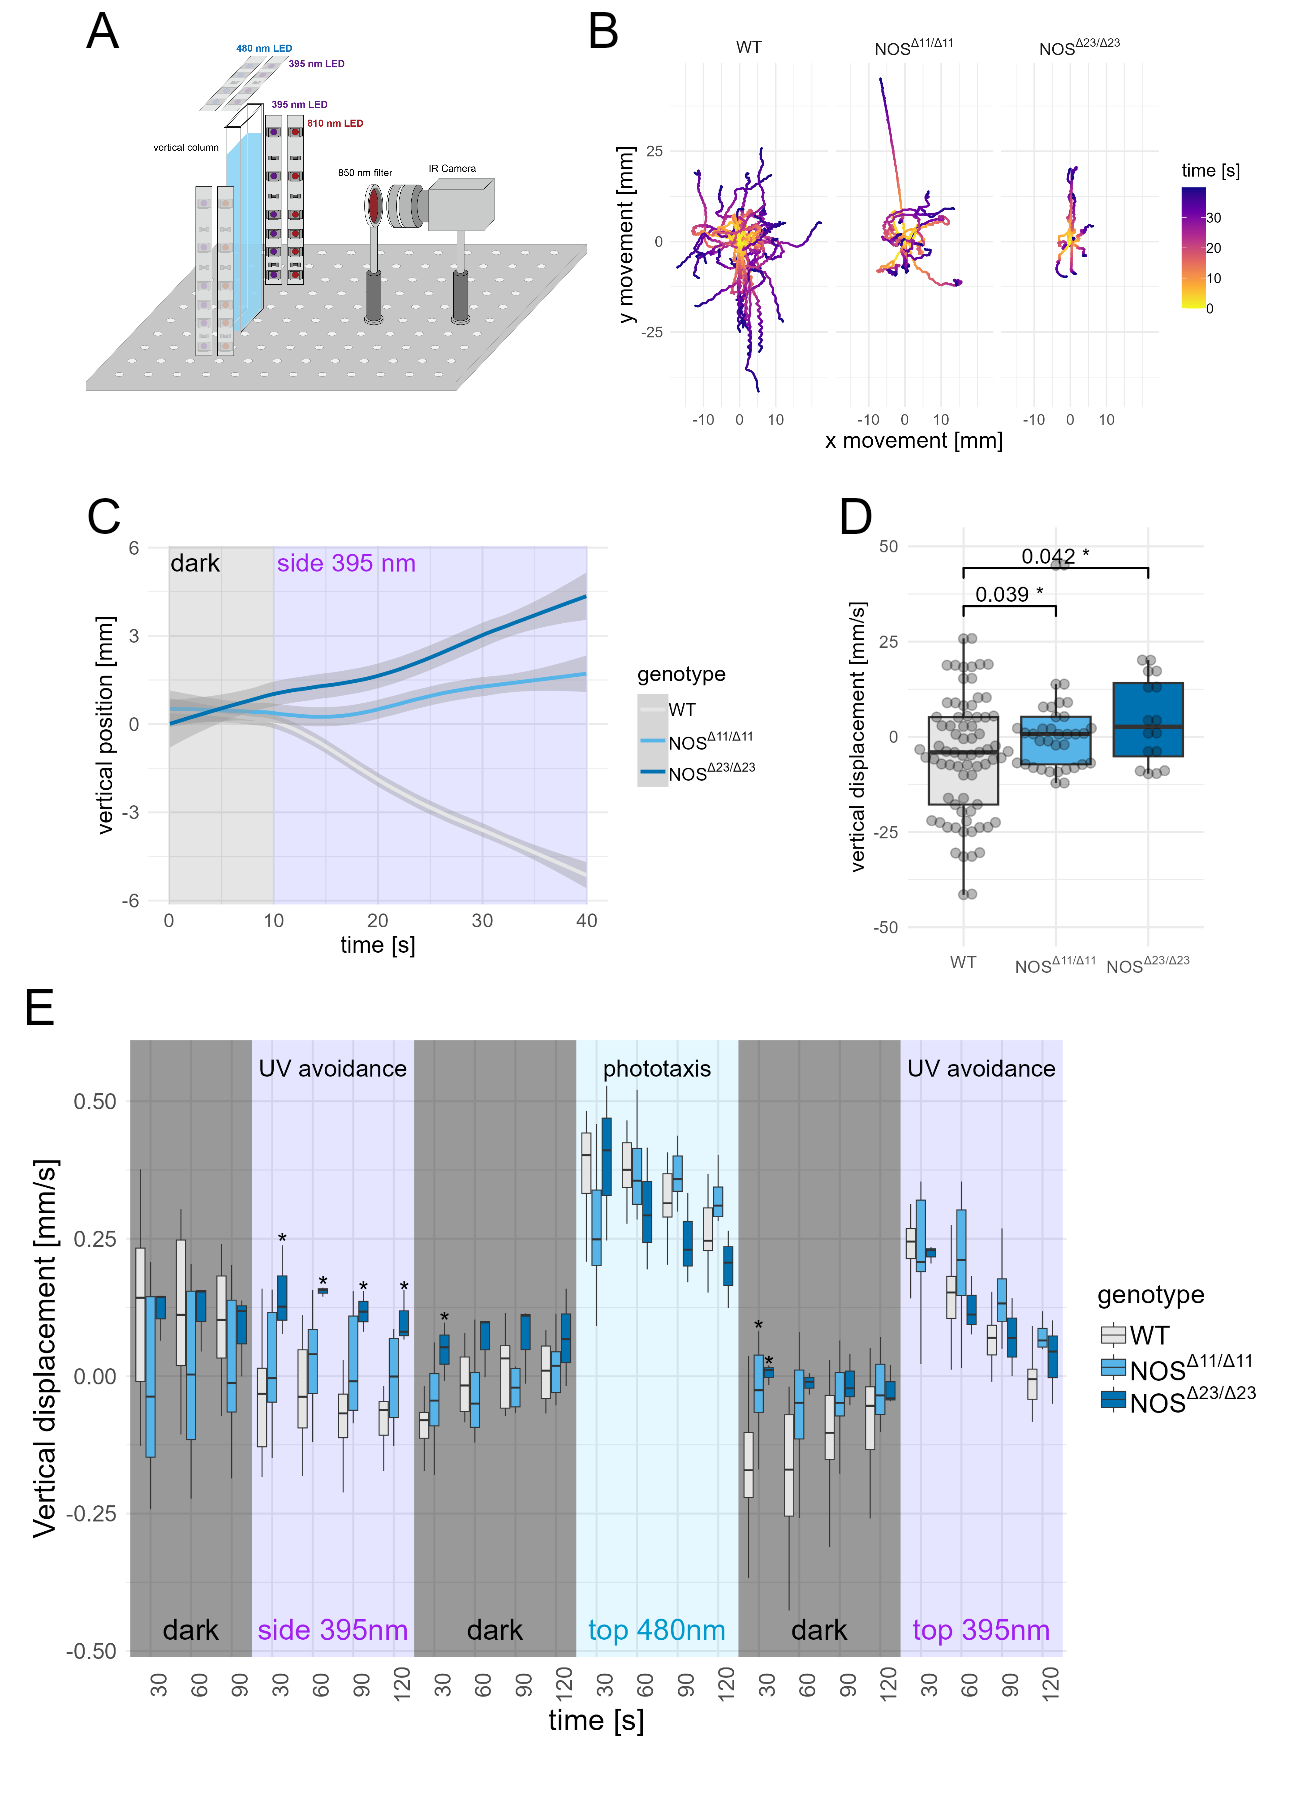 A
480 nm LED
395 nm LED
395 nm LED
810 nm LED
vertical column
850 nm filter
IR Camera
B
WT
NOSΔ11/Δ11
NOSΔ23/Δ23
y movement [mm]
25
0
-25
-10 0 10
-10 0 10
-10 0 10
x movement [mm]
time [s]
30
20
10
0
C
dark
side 395 nm
vertical position [mm]
6
3
0
-3
-6
0 10 20 30 40
time [s]
genotype
WT
NOSΔ11/Δ11
NOSΔ23/Δ23
D
vertical displacement [mm/s]
50
25
0
-25
-50
0.042 *
0.039 *
WT
NOSΔ11/Δ11
NOSΔ23/Δ23
E
Vertical displacement [mm/s]
0.50
0.25
0.00
-0.25
-0.50
UV avoidance
phototaxis
UV avoidance
* * * *
*
* *
dark
side 395nm
dark
top 480nm
dark
top 395nm
30 60 90
30 60 90 120
30 60 90 120
30 60 90 120
30 60 90 120
30 60 90 120
time [s]
genotype
WT
NOSΔ11/Δ11
NOSΔ23/Δ23